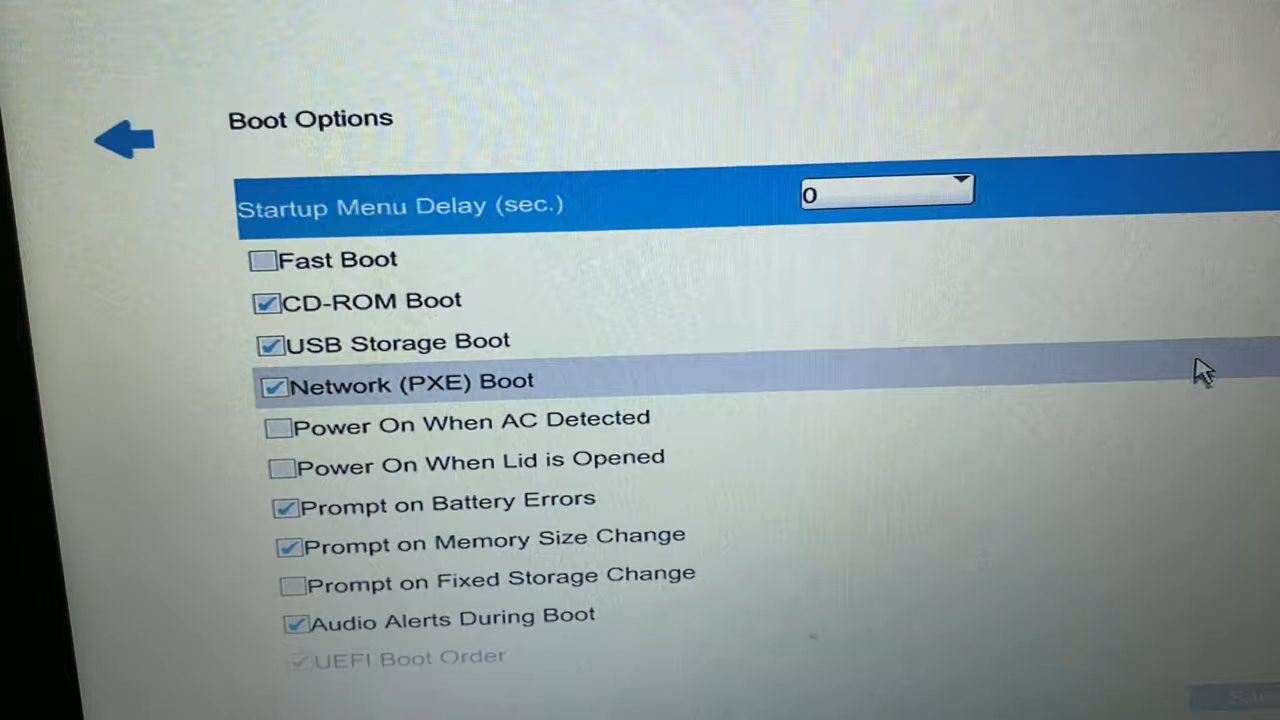 Boot Options
Startup Menu Delay (sec.) 0
Fast Boot
CD-ROM Boot
USB Storage Boot
Network (PXE) Boot
Power On When AC Detected
Power On When Lid is Opened
Prompt on Battery Errors
Prompt on Memory Size Change
Prompt on Fixed Storage Change
Audio Alerts During Boot
UEFI Boot Order